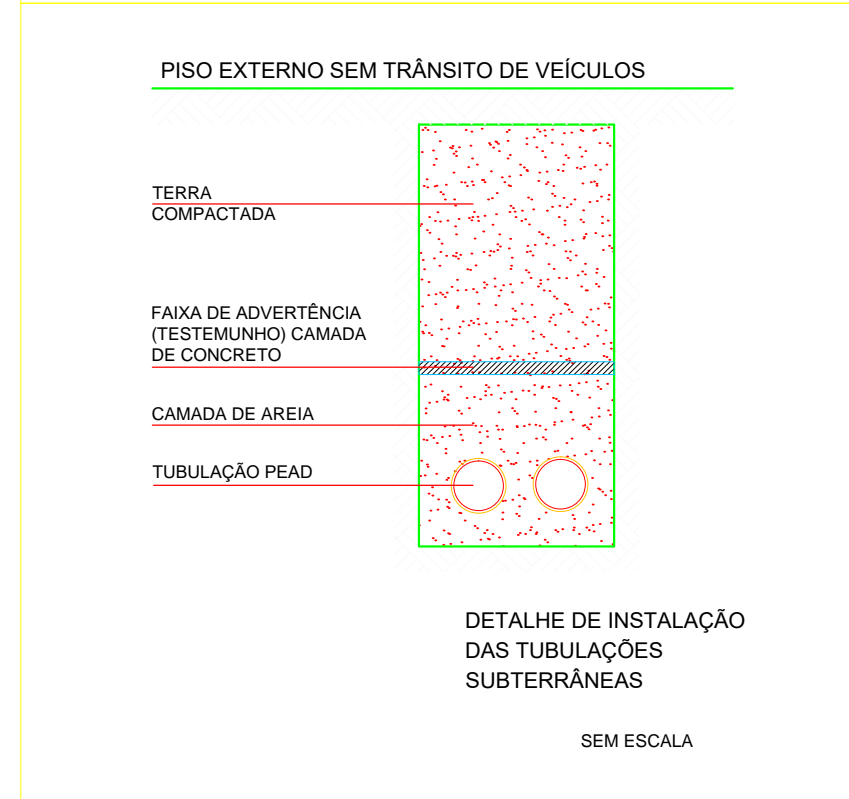 PISO EXTERNO SEM TRÂNSITO DE VEÍCULOS
TERRA
COMPACTADA
FAIXA DE ADVERTÊNCIA
(TESTEMUNHO) CAMADA
DE CONCRETO
CAMADA DE AREIA
TUBULAÇÃO PEAD
DETALHE DE INSTALAÇÃO
DAS TUBULAÇÕES
SUBTERRÂNEAS
SEM ESCALA